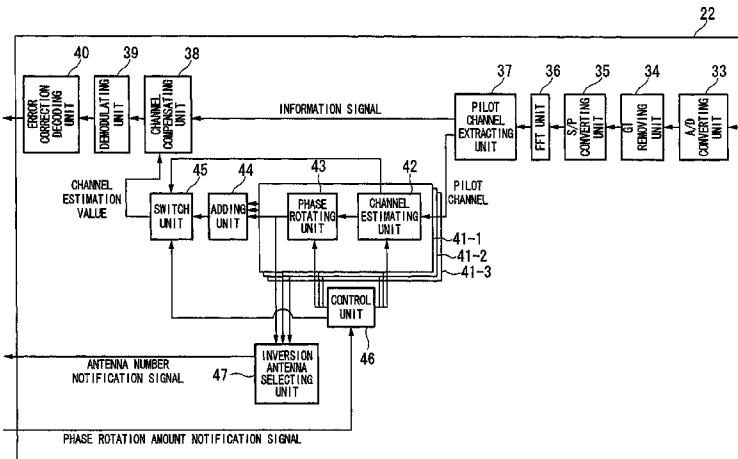 22
40
39
38
37
36
35
34
33
ERROR
CORRECTION
DECODING
UNIT
DEMODULATING
UNIT
CHANNEL
COMPENSATING
UNIT
INFORMATION SIGNAL
PILOT
CHANNEL
EXTRACTING
UNIT
FFT UNIT
S/P
CONVERTING
UNIT
GI
REMOVING
UNIT
A/D
CONVERTING
UNIT
CHANNEL
ESTIMATION
VALUE
45
44
43
42
PILOT
CHANNEL
SWITCH
UNIT
ADDING
UNIT
PHASE
ROTATING
UNIT
CHANNEL
ESTIMATING
UNIT
41-1
41-2
41-3
CONTROL
UNIT
46
ANTENNA NUMBER
NOTIFICATION SIGNAL
47
INVERSION
ANTENNA
SELECTING
UNIT
PHASE ROTATION AMOUNT NOTIFICATION SIGNAL